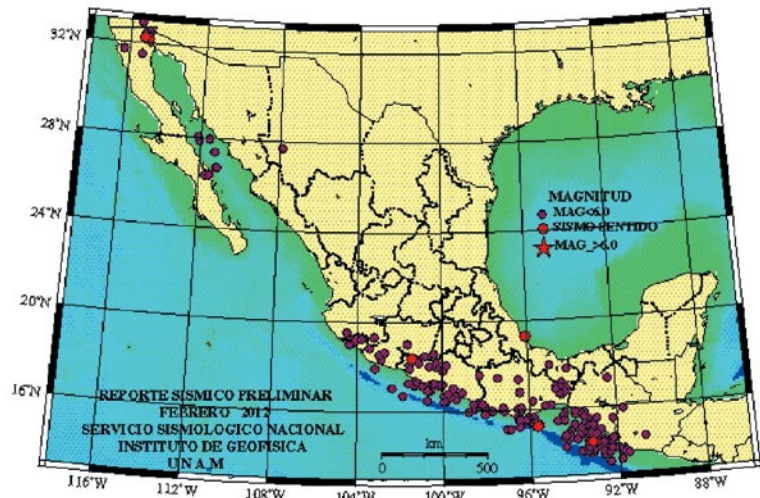 32°N
28°N
24°N
20°N
16°N
MAGNITUD
MAG<6.0
SISMO SENTIDO
MAG_>6.0
REPORTE SISMICO PRELIMINAR
FEBRERO 2012
SERVICIO SISMOLOGICO NACIONAL
INSTITUTO DE GEOFISICA
U N A M
km
0 500
116°W 112°W 108°W 104°W 100°W 96°W 92°W 88°W